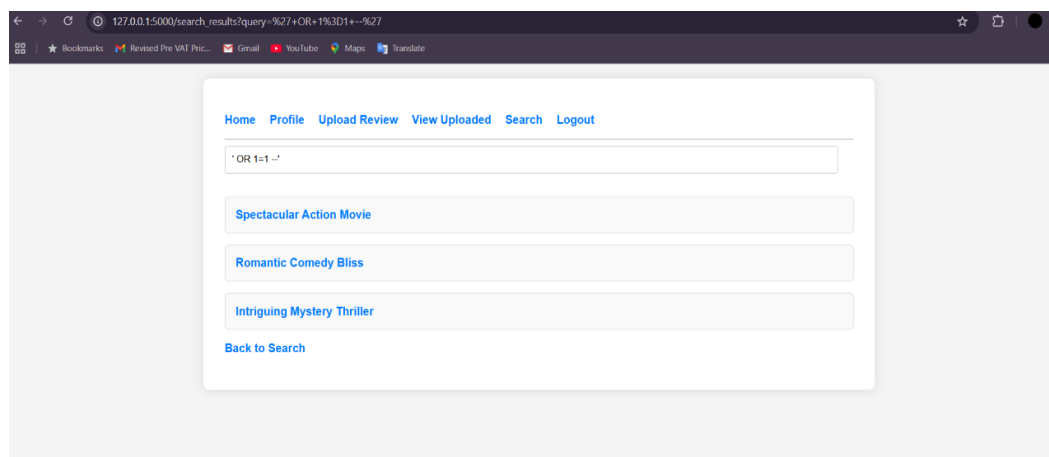 127.0.0.1:5000/search_results?query=%27+OR+1%3D1+--%27
Bookmarks Revised Pre VAT Pric... Gmail YouTube Maps Translate
Home Profile Upload Review View Uploaded Search Logout
' OR 1=1 --'
Spectacular Action Movie
Romantic Comedy Bliss
Intriguing Mystery Thriller
Back to Search